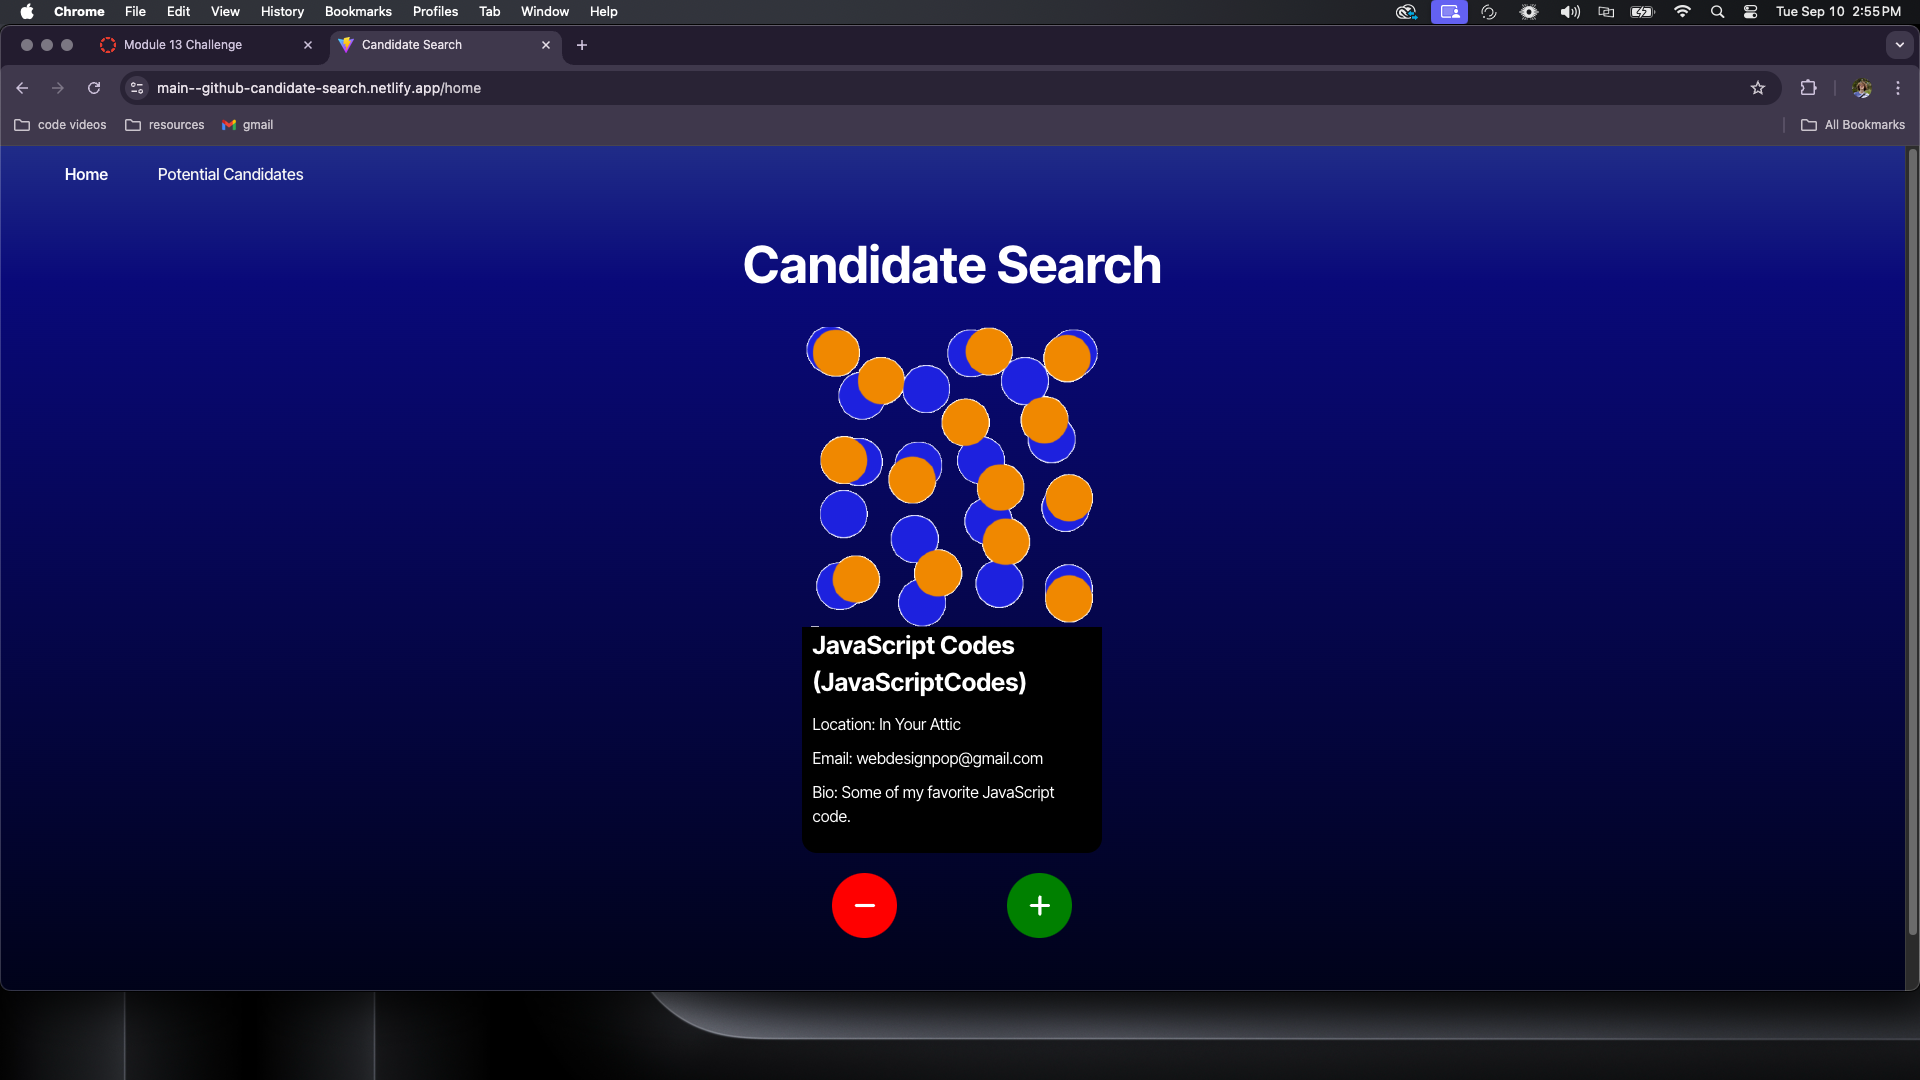 Chrome File Edit View History Bookmarks Profiles Tab Window Help Tue Sep 10 2:55 PM
Module 13 Challenge Candidate Search
main--github-candidate-search.netlify.app/home
code videos resources gmail All Bookmarks
Home Potential Candidates
Candidate Search
JavaScript Codes
(JavaScriptCodes)
Location: In Your Attic
Email: webdesignpop@gmail.com
Bio: Some of my favorite JavaScript
code.